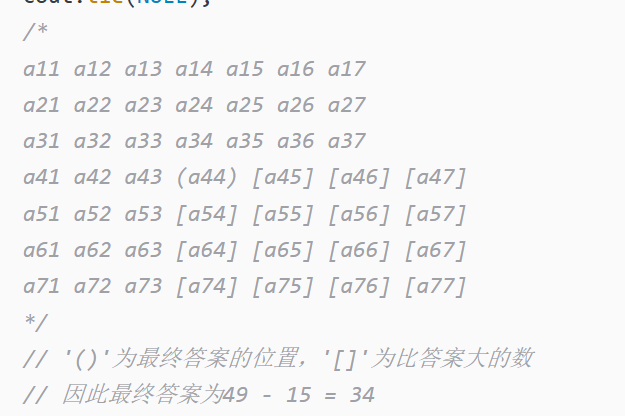 cout.tie(NULL);
/*
a11 a12 a13 a14 a15 a16 a17
a21 a22 a23 a24 a25 a26 a27
a31 a32 a33 a34 a35 a36 a37
a41 a42 a43 (a44) [a45] [a46] [a47]
a51 a52 a53 [a54] [a55] [a56] [a57]
a61 a62 a63 [a64] [a65] [a66] [a67]
a71 a72 a73 [a74] [a75] [a76] [a77]
*/
// '()'为最终答案的位置，'[]'为比答案大的数
// 因此最终答案为49 - 15 = 34